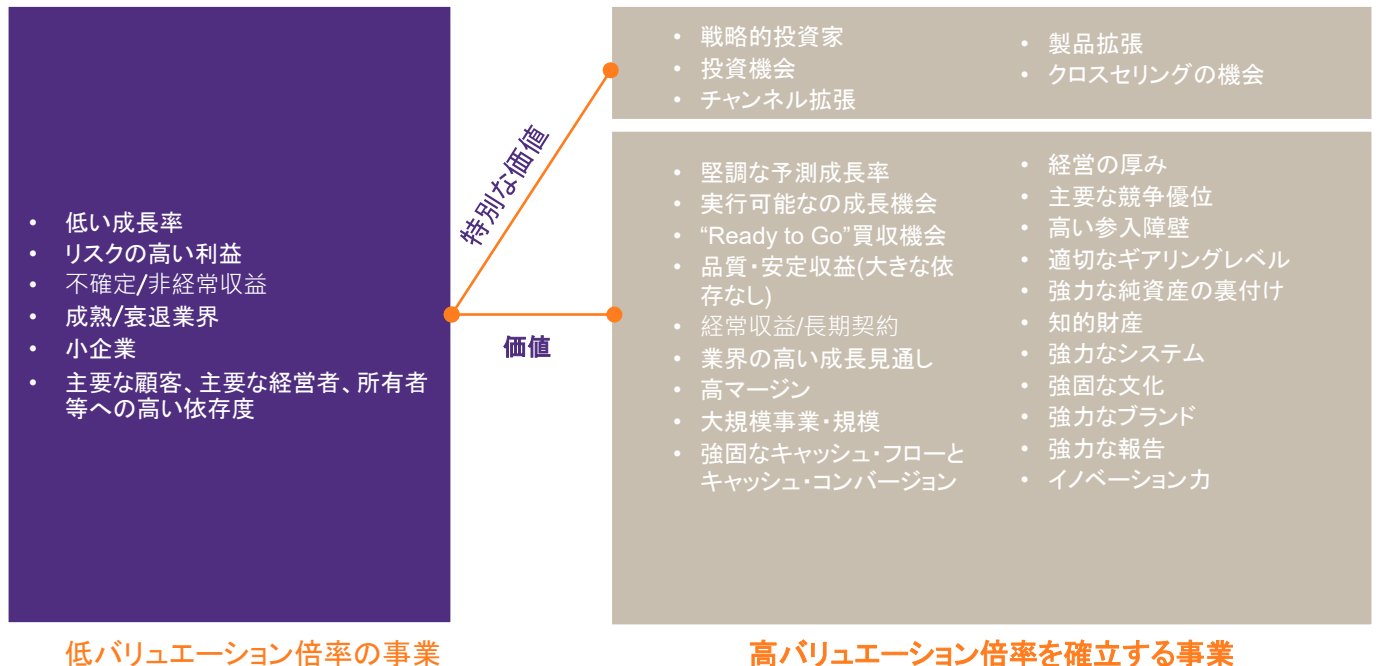 ・ 低い成長率
・ リスクの高い利益
・ 不確定/非経常収益
・ 成熟/衰退業界
・ 小企業
・ 主要な顧客、主要な経営者、所有者
等への高い依存度
低バリュエーション倍率の事業
特別な価値
価値
・ 戦略的投資家
・ 投資機会
・ チャンネル拡張
・ 製品拡張
・ クロスセリングの機会
・ 堅調な予測成長率
・ 実行可能なの成長機会
・ “Ready to Go”買収機会
・ 品質・安定収益(大きな依
存なし)
・ 経常収益/長期契約
・ 業界の高い成長見通し
・ 高マージン
・ 大規模事業・規模
・ 強固なキャッシュ・フローと
キャッシュ・コンバージョン
・ 経営の厚み
・ 主要な競争優位
・ 高い参入障壁
・ 適切なギアリングレベル
・ 強力な純資産の裏付け
・ 知的財産
・ 強力なシステム
・ 強固な文化
・ 強力なブランド
・ 強力な報告
・ イノベーション力
高バリュエーション倍率を確立する事業